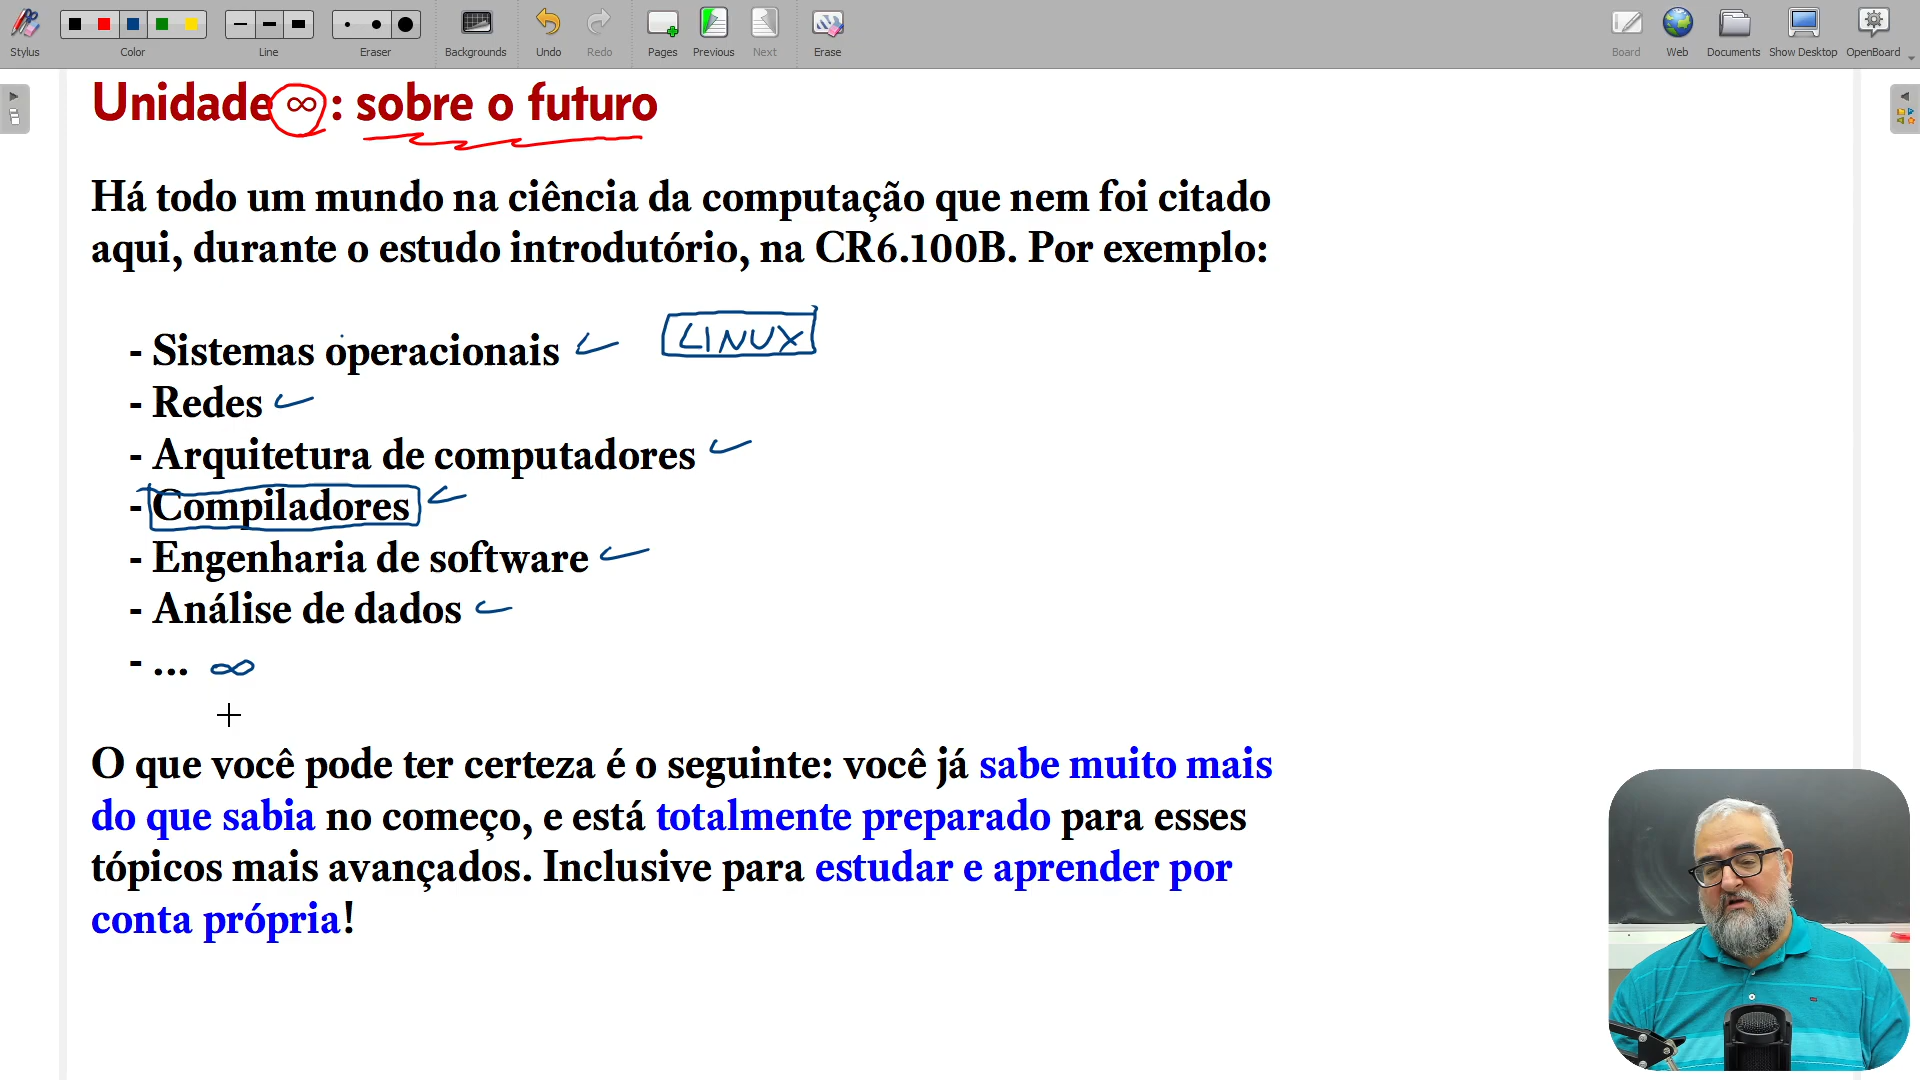 Stylus
Color
Line
Eraser
Backgrounds
Undo
Redo
Pages
Previous
Next
Erase
Board
Web
Documents
Show Desktop
OpenBoard
Unidade ∞: sobre o futuro
Há todo um mundo na ciência da computação que nem foi citado
aqui, durante o estudo introdutório, na CR6.100B. Por exemplo:
- Sistemas operacionais
LINUX
- Redes
- Arquitetura de computadores
- Compiladores
- Engenharia de software
- Análise de dados
- ... ∞
O que você pode ter certeza é o seguinte: você já sabe muito mais
do que sabia no começo, e está totalmente preparado para esses
tópicos mais avançados. Inclusive para estudar e aprender por
conta própria!